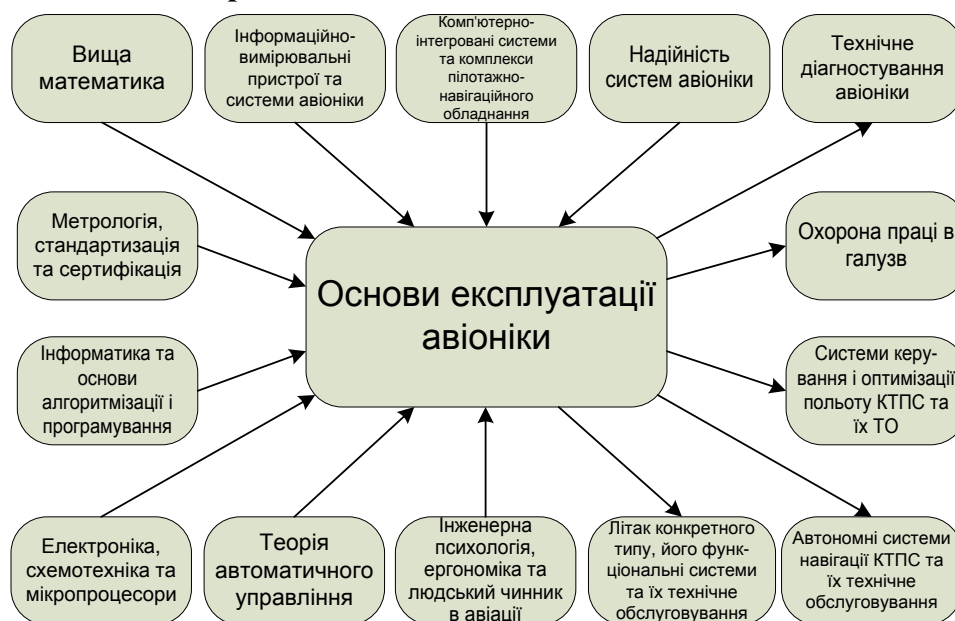 Вища
математика
Інформаційно-
вимірювальні
пристрої та
системи авіоніки
Комп'ютерно-
інтегровані системи
та комплекси
пілотажно-
навігаційного
обладнання
Надійність
систем авіоніки
Технічне
діагностування
авіоніки
Метрологія,
стандартизація
та сертифікація
Основи експлуатації
авіоніки
Охорона праці в
галузв
Інформатика та
основи
алгоритмізації і
програмування
Системи керу-
вання і оптимізації
польоту КТПС та
їх ТО
Електроніка,
схемотехніка та
мікропроцесори
Теорія
автоматичного
управління
Інженерна
психологія,
ергономіка та
людський чинник
в авіації
Літак конкретного
типу, його функ-
ціональні системи
та їх технічне
обслуговування
Автономні системи
навігації КТПС та
їх технічне
обслуговування